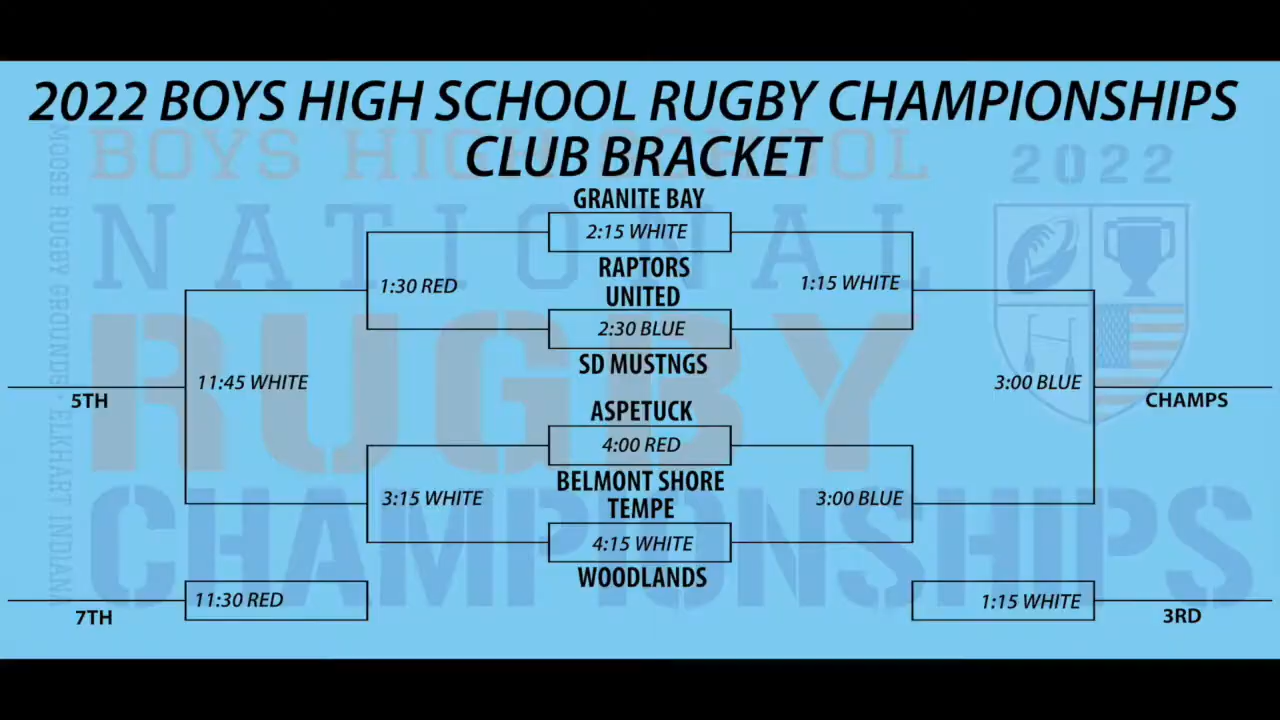 2022 BOYS HIGH SCHOOL RUGBY CHAMPIONSHIPS
CLUB BRACKET
BOYS HIGH SCHOOL
2022
NATIONAL
RUGBY
CHAMPIONSHIPS
MOOSE RUGBY GROUNDS • ELKHART INDIANA
GRANITE BAY
2:15 WHITE
RAPTORS
1:30 RED
1:15 WHITE
UNITED
2:30 BLUE
SD MUSTNGS
11:45 WHITE
3:00 BLUE
5TH
CHAMPS
ASPETUCK
4:00 RED
BELMONT SHORE
3:15 WHITE
3:00 BLUE
TEMPE
4:15 WHITE
WOODLANDS
11:30 RED
7TH
1:15 WHITE
3RD